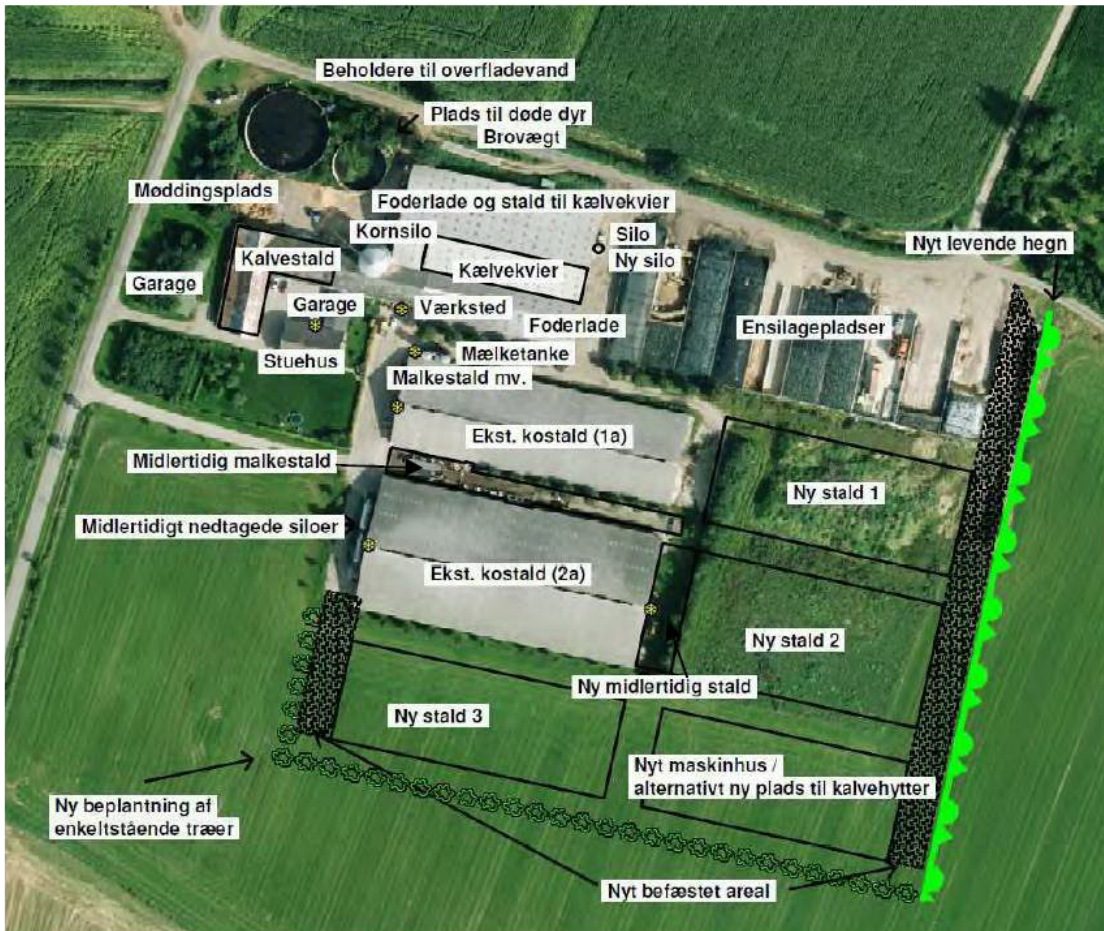 Beholdere til overfladevand
Plads til døde dyr
Brovægt
Møddingsplads
Foderlade og stald til kælvekvier
Kornsilo
Silo
Ny silo
Nyt levende hegn
Kalvestald
Kælvekvier
Garage
Garage
Værksted
Foderlade
Ensilagepladser
Stuehus
Mælketanke
Malkestald mv.
Ekst. kostald (1a)
Midlertidig malkestald
Ny stald 1
Midlertidigt nedtagede siloer
Ekst. kostald (2a)
Ny stald 2
Ny midlertidig stald
Ny stald 3
Nyt maskinhus /
alternativt ny plads til kalvehytter
Ny beplantning af
enkeltstående træer
Nyt befæstet areal